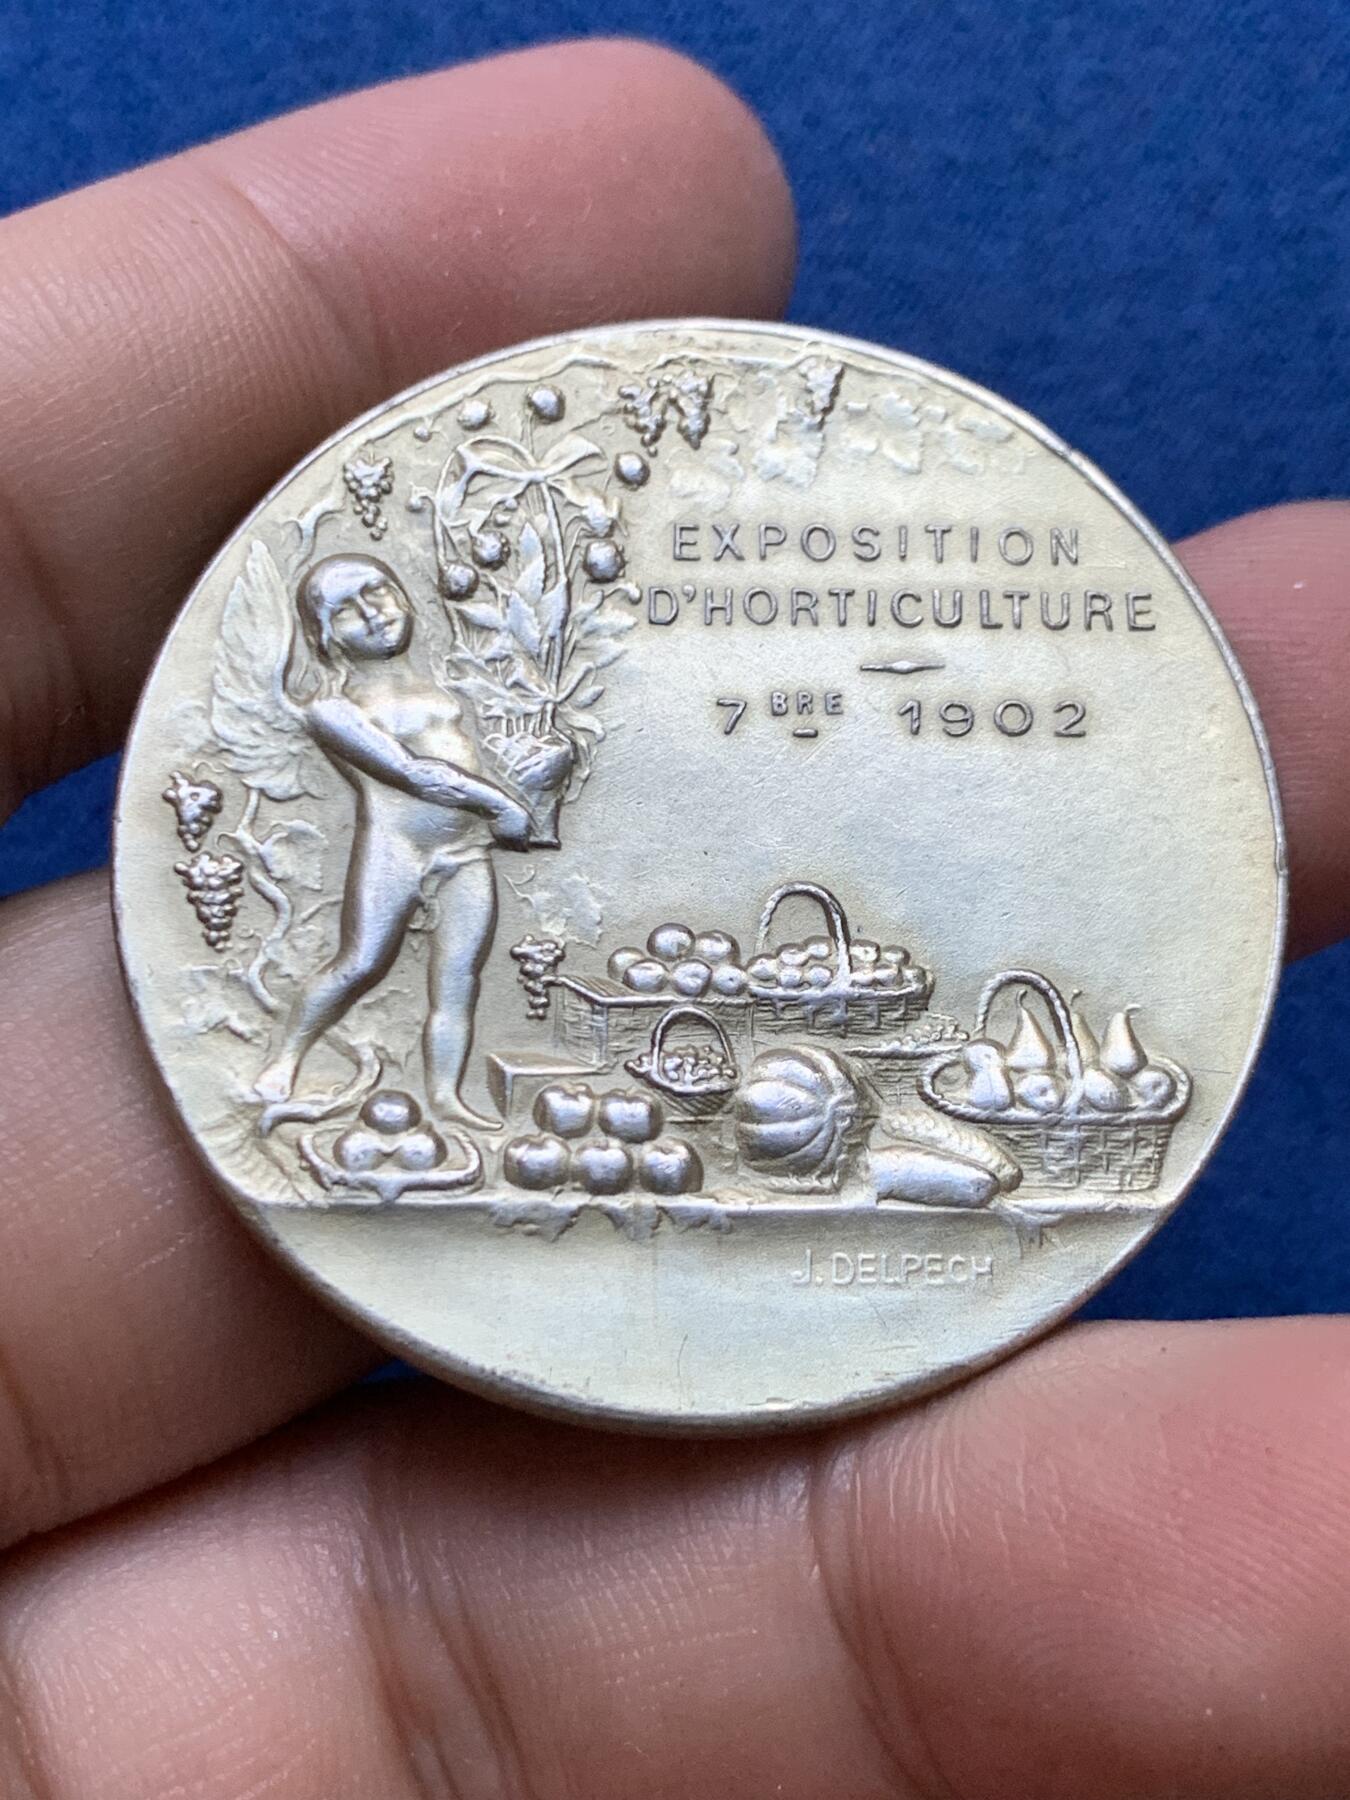 EXPOSITION
D'HORTICULTURE
7BRE 1902
J. DELPECH